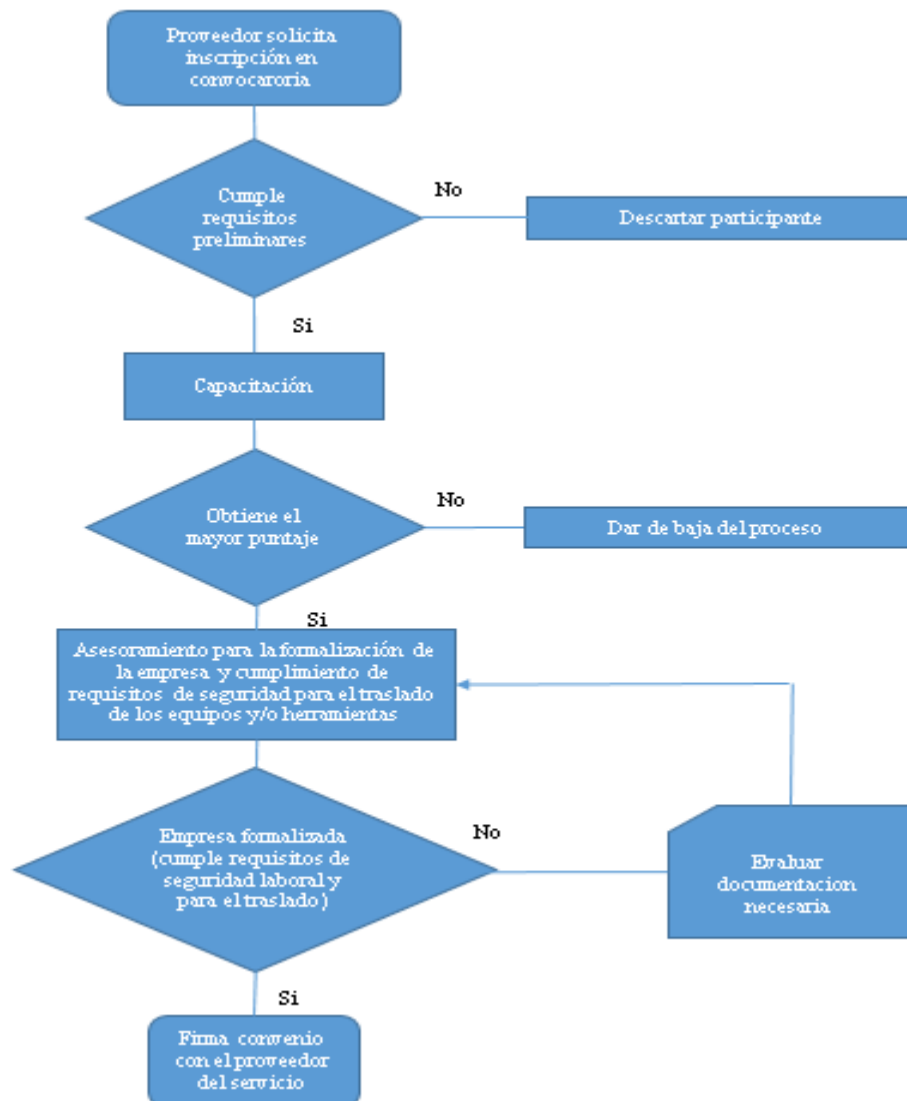 Proveedor solicita
inscripción en
convocaroria
Cumple
requisitos
preliminares
No
Descartar participante
Si
Capacitación
Obtiene el
mayor puntaje
No
Dar de baja del proceso
Si
Asesoramiento para la formalización de
la empresa y cumplimiento de
requisitos de seguridad para el traslado
de los equipos y/o herramientas
Empresa formalizada
(cumple requisitos de
seguridad laboral y
para el traslado)
No
Evaluar
documentacion
necesaria
Si
Firma convenio
con el proveedor
del servicio